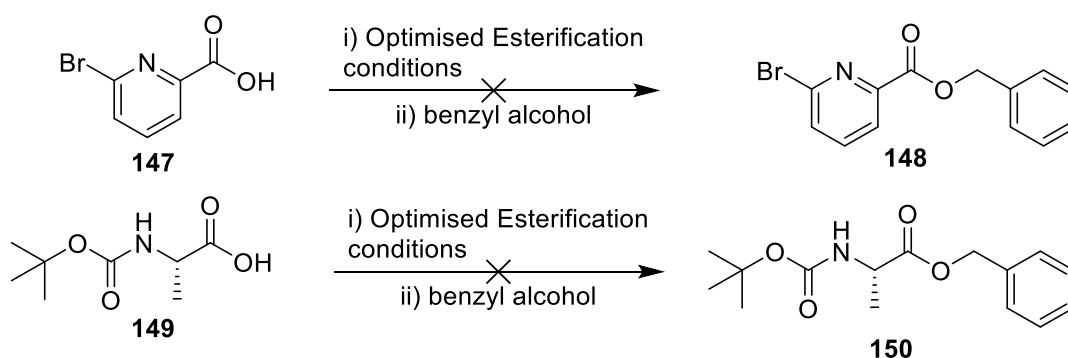 O
Br
N
OH
147
i) Optimised Esterification
conditions
ii) benzyl alcohol
O
Br
N
O
148
O
H
N
O
OH
O
149
i) Optimised Esterification
conditions
ii) benzyl alcohol
O
H
N
O
O
O
150